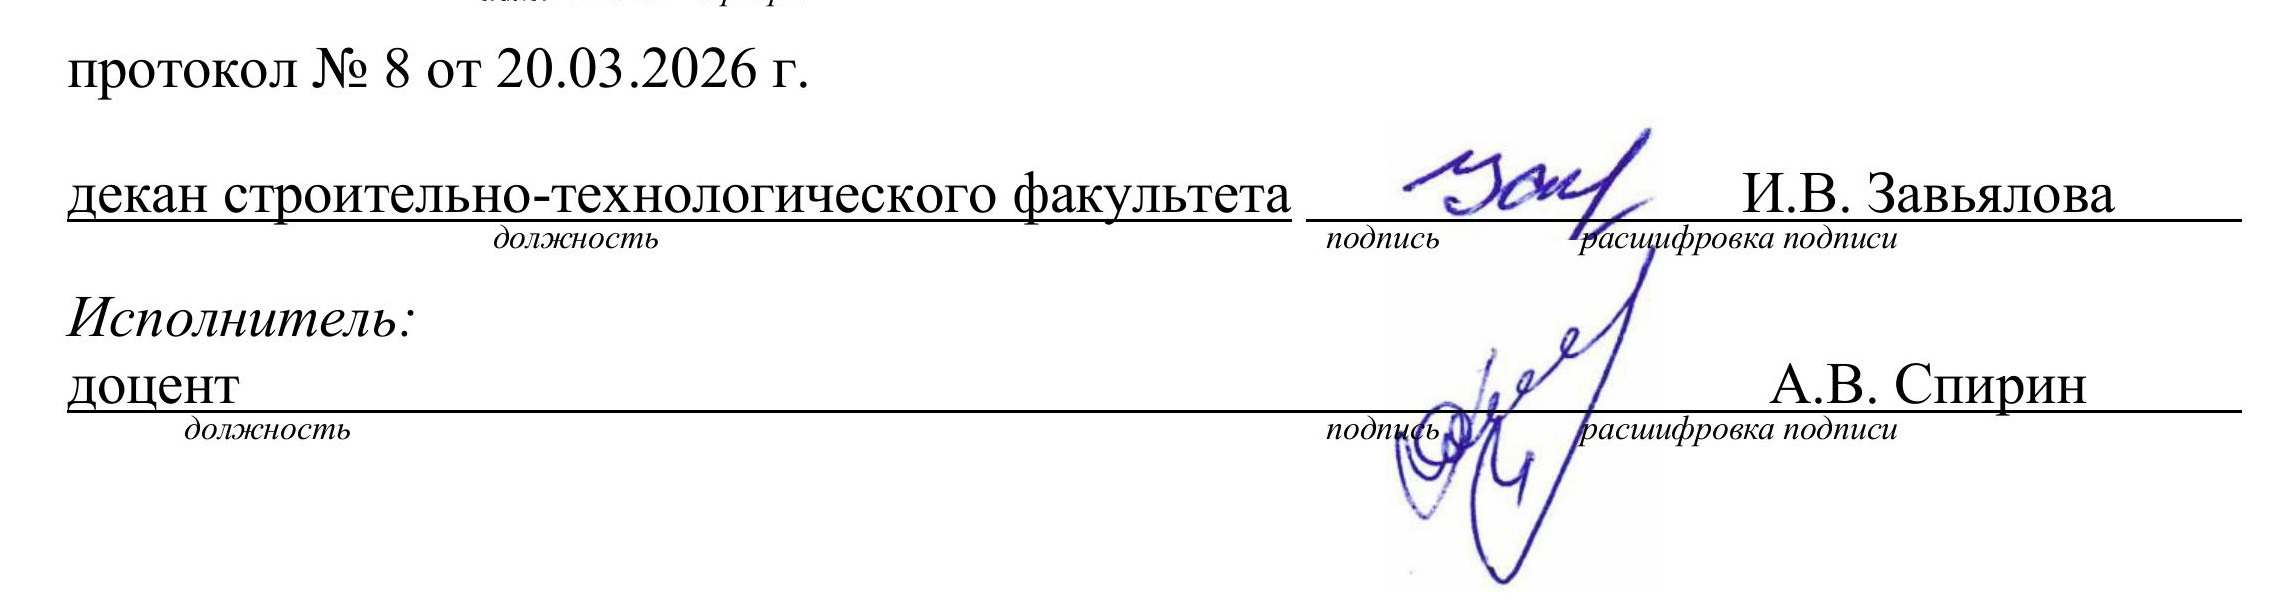 протокол № 8 от 20.03.2026 г.
декан строительно-технологического факультета И.В. Завьялова
должность подпись расшифровка подписи
Исполнитель:
доцент А.В. Спирин
должность подпись расшифровка подписи